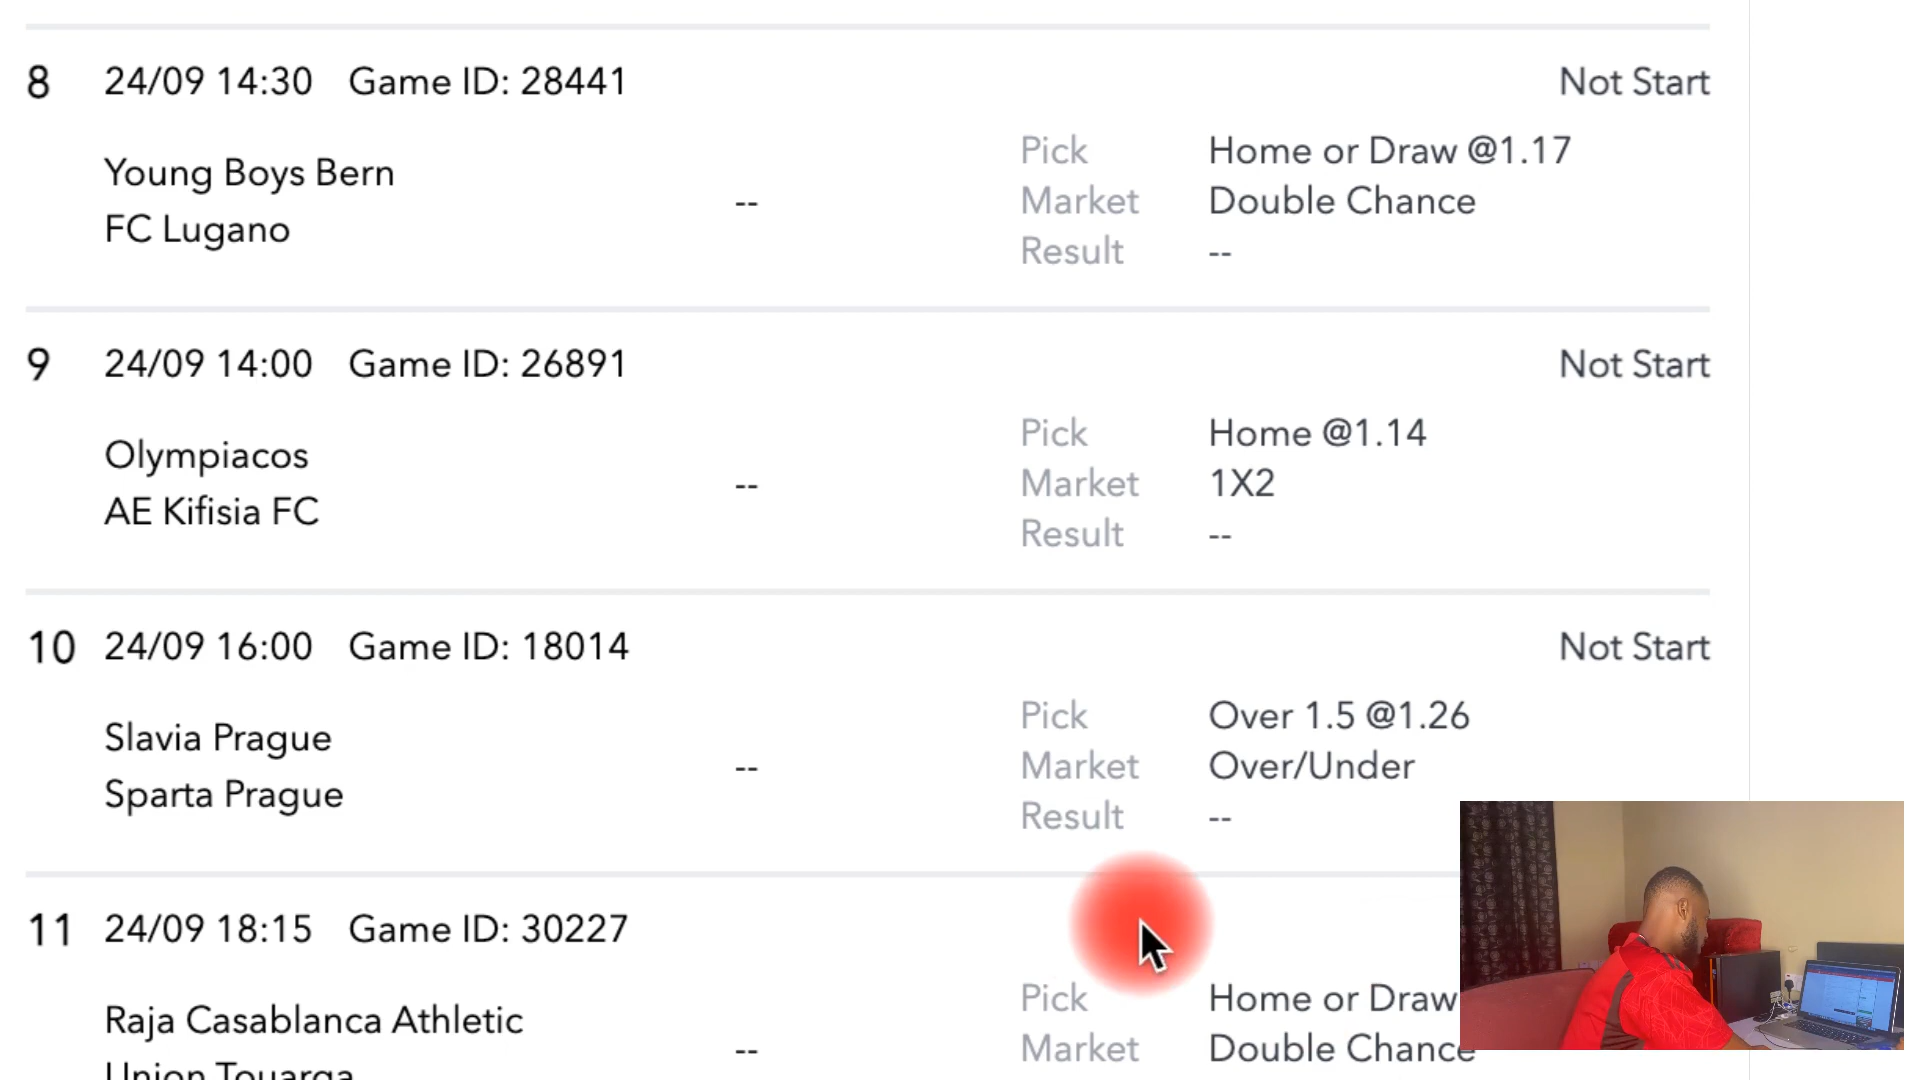 8 24/09 14:30 Game ID: 28441 Not Start
Young Boys Bern
FC Lugano
--
Pick Home or Draw @1.17
Market Double Chance
Result --
9 24/09 14:00 Game ID: 26891 Not Start
Olympiacos
AE Kifisia FC
--
Pick Home @1.14
Market 1X2
Result --
10 24/09 16:00 Game ID: 18014 Not Start
Slavia Prague
Sparta Prague
--
Pick Over 1.5 @1.26
Market Over/Under
Result --
11 24/09 18:15 Game ID: 30227
Raja Casablanca Athletic
Union Touarga
--
Pick Home or Draw
Market Double Chance